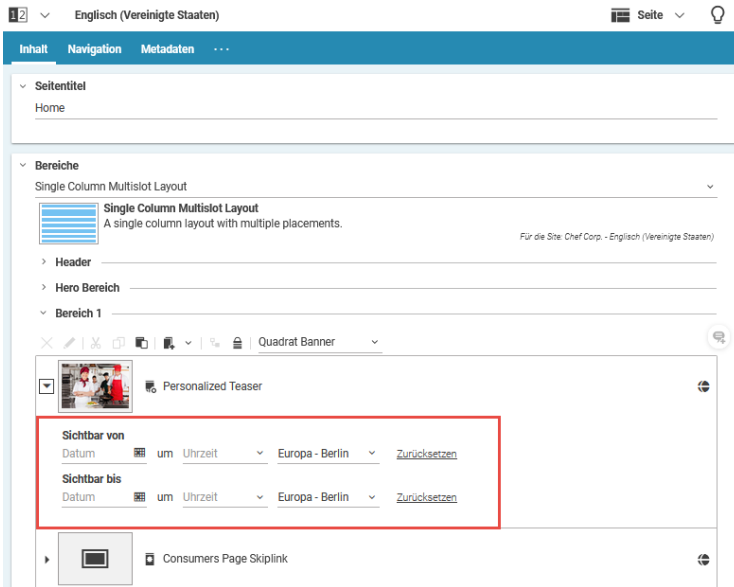 12 Englisch (Vereinigte Staaten) Seite
Inhalt Navigation Metadaten ...
Seitentitel
Home
Bereiche
Single Column Multislot Layout
Single Column Multislot Layout
A single column layout with multiple placements.
Für die Site: Chef Corp. - Englisch (Vereinigte Staaten)
Header
Hero Bereich
Bereich 1
Quadrat Banner
Personalized Teaser
Sichtbar von
Datum um Uhrzeit Europa - Berlin Zurücksetzen
Sichtbar bis
Datum um Uhrzeit Europa - Berlin Zurücksetzen
Consumers Page Skiplink